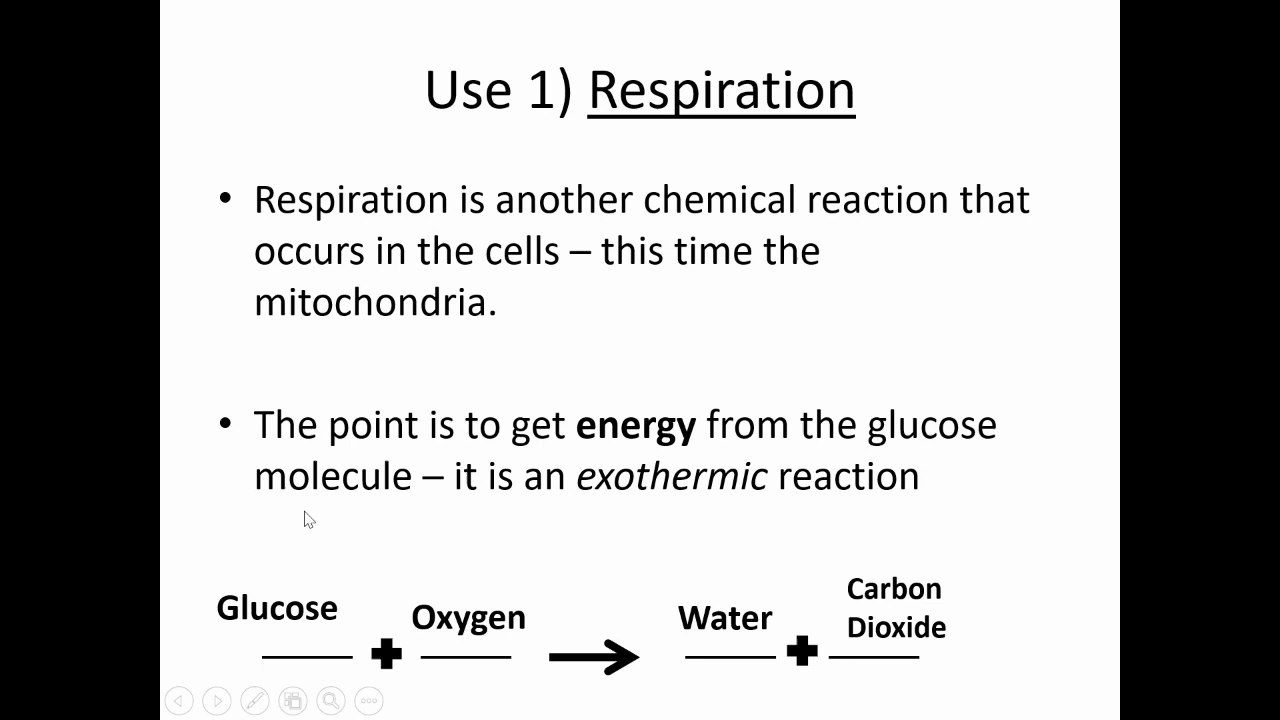 Use 1) Respiration
• Respiration is another chemical reaction that
occurs in the cells – this time the
mitochondria.
• The point is to get energy from the glucose
molecule – it is an exothermic reaction
Glucose + Oxygen → Water + Carbon
Dioxide